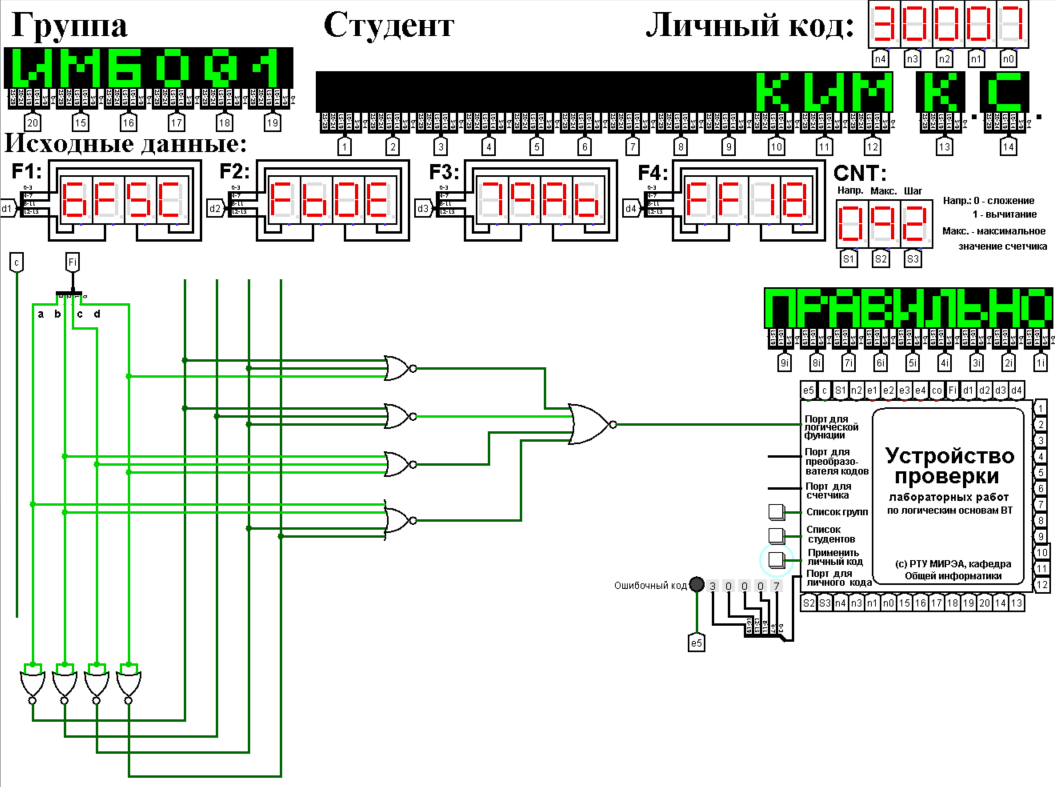 Группа Студент Личный код: 30007
n4 n3 n2 n1 n0
ИМБО01 КИМ К.С.
20 15 16 17 18 19
1 2 3 4 5 6 7 8 9 10 11 12 13 14
Исходные данные:
F1: 6F5C F2: Fb0E F3: 79Ab F4: FF18 CNT:
d1 d2 d3 d4
Напр. Макс. Шаг
092
S1 S2 S3
Напр.: 0 - сложение
1 - вычитание
Макс. - максимальное
значение счетчика
c Fi
a b c d
ПРАВИЛЬНО
9i 8i 7i 6i 5i 4i 3i 2i 1i
e5 c S1 n2 e1 e2 e3 e4 co Fi d1 d2 d3 d4
Порт для
логической
функции
Порт для
преобразо-
вателя кодов
Порт для
счетчика
Список групп
Список
студентов
Применить
личный код
Порт для
личного кода
Устройство
проверки
лабораторных работ
по логическим основам ВТ
(с) РТУ МИРЭА, кафедра
Общей информатики
1
2
3
4
5
6
7
8
9
10
11
12
S2 S3 n4 n3 n1 n0 15 16 17 18 19 20 14 13
Ошибочный код 3 0 0 0 7
e5